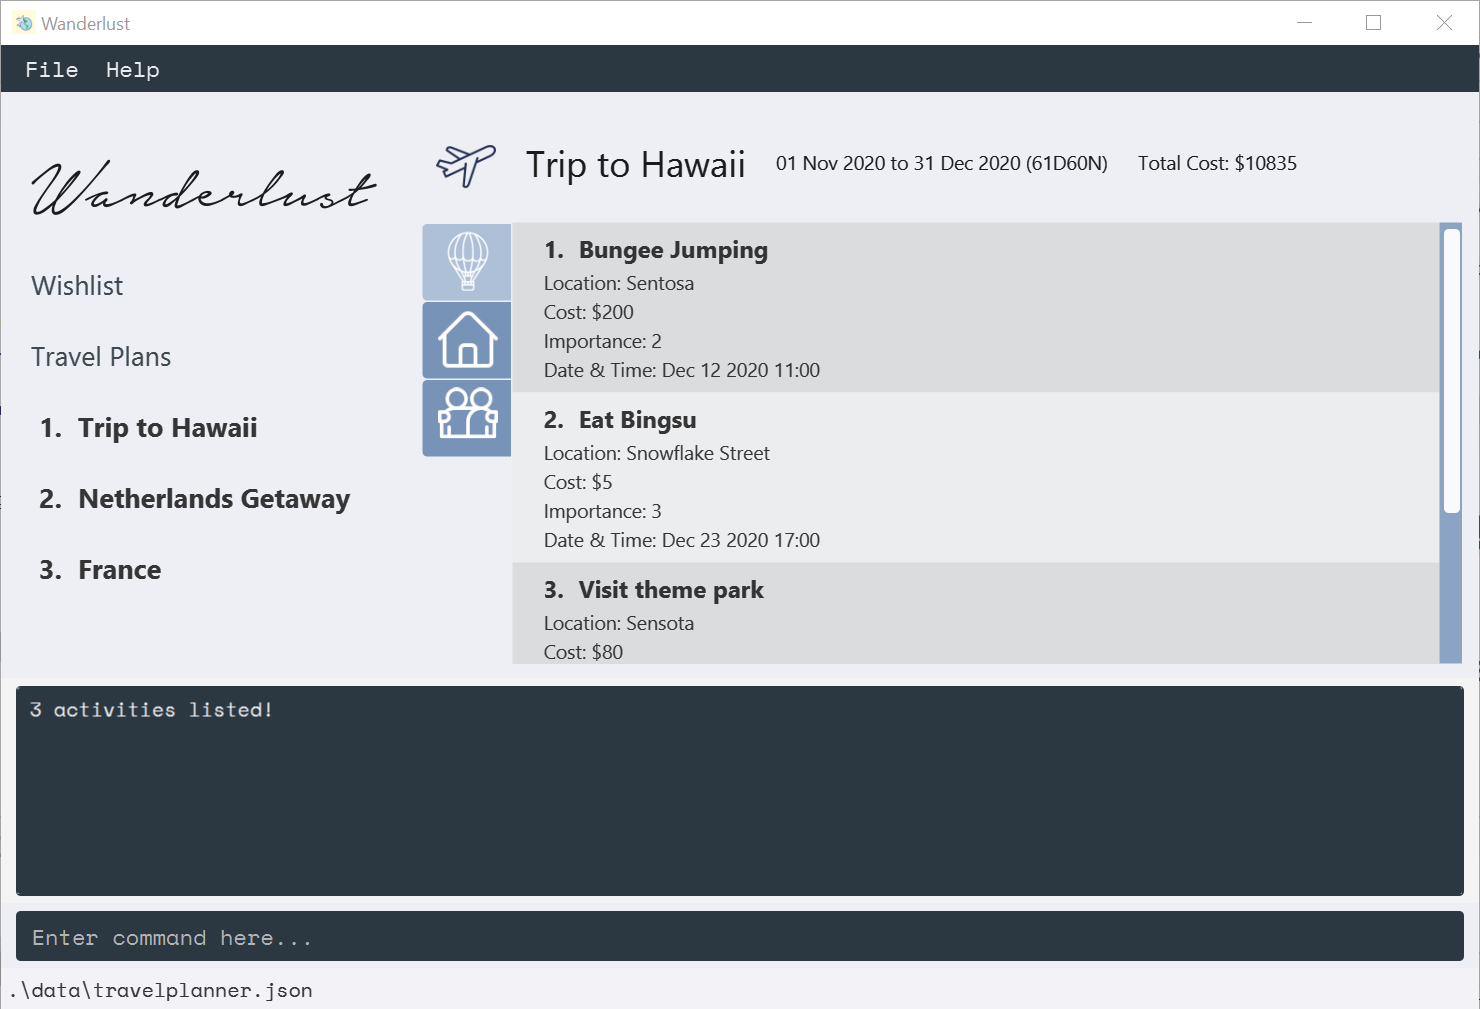 Wanderlust
File Help
Wanderlust
Wishlist
Travel Plans
1. Trip to Hawaii
2. Netherlands Getaway
3. France
Trip to Hawaii 01 Nov 2020 to 31 Dec 2020 (61D60N) Total Cost: $10835
1. Bungee Jumping
Location: Sentosa
Cost: $200
Importance: 2
Date & Time: Dec 12 2020 11:00
2. Eat Bingsu
Location: Snowflake Street
Cost: $5
Importance: 3
Date & Time: Dec 23 2020 17:00
3. Visit theme park
Location: Sensota
Cost: $80
3 activities listed!
Enter command here...
.\data\travelplanner.json